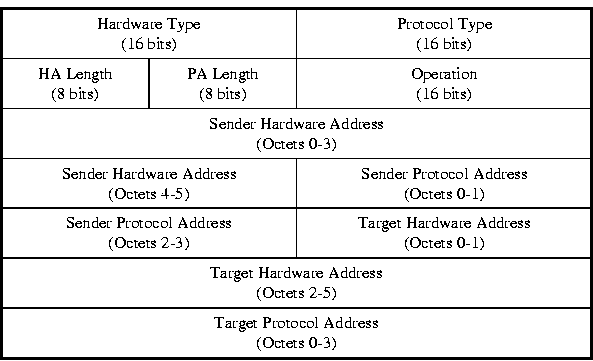 Hardware Type
(16 bits)
Protocol Type
(16 bits)
HA Length
(8 bits)
PA Length
(8 bits)
Operation
(16 bits)
Sender Hardware Address
(Octets 0-3)
Sender Hardware Address
(Octets 4-5)
Sender Protocol Address
(Octets 0-1)
Sender Protocol Address
(Octets 2-3)
Target Hardware Address
(Octets 0-1)
Target Hardware Address
(Octets 2-5)
Target Protocol Address
(Octets 0-3)